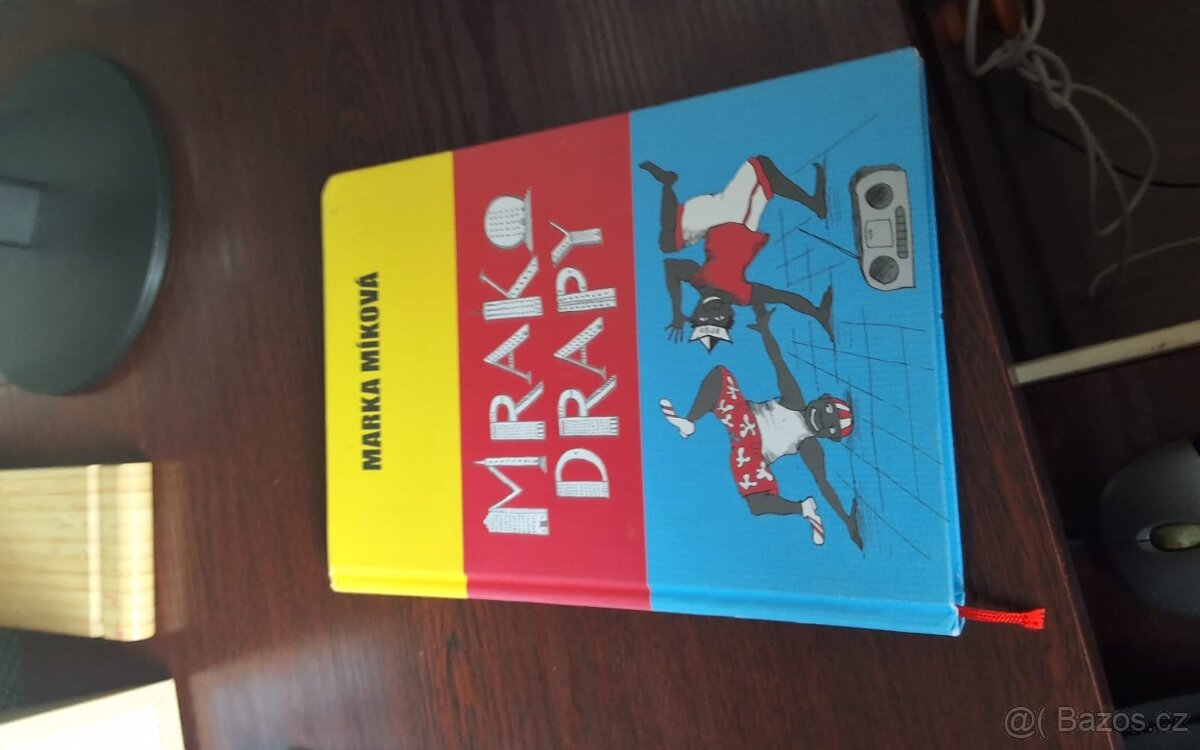 MARKA MÍKOVÁ
MRAKO
DRAPY
@( Bazos.cz